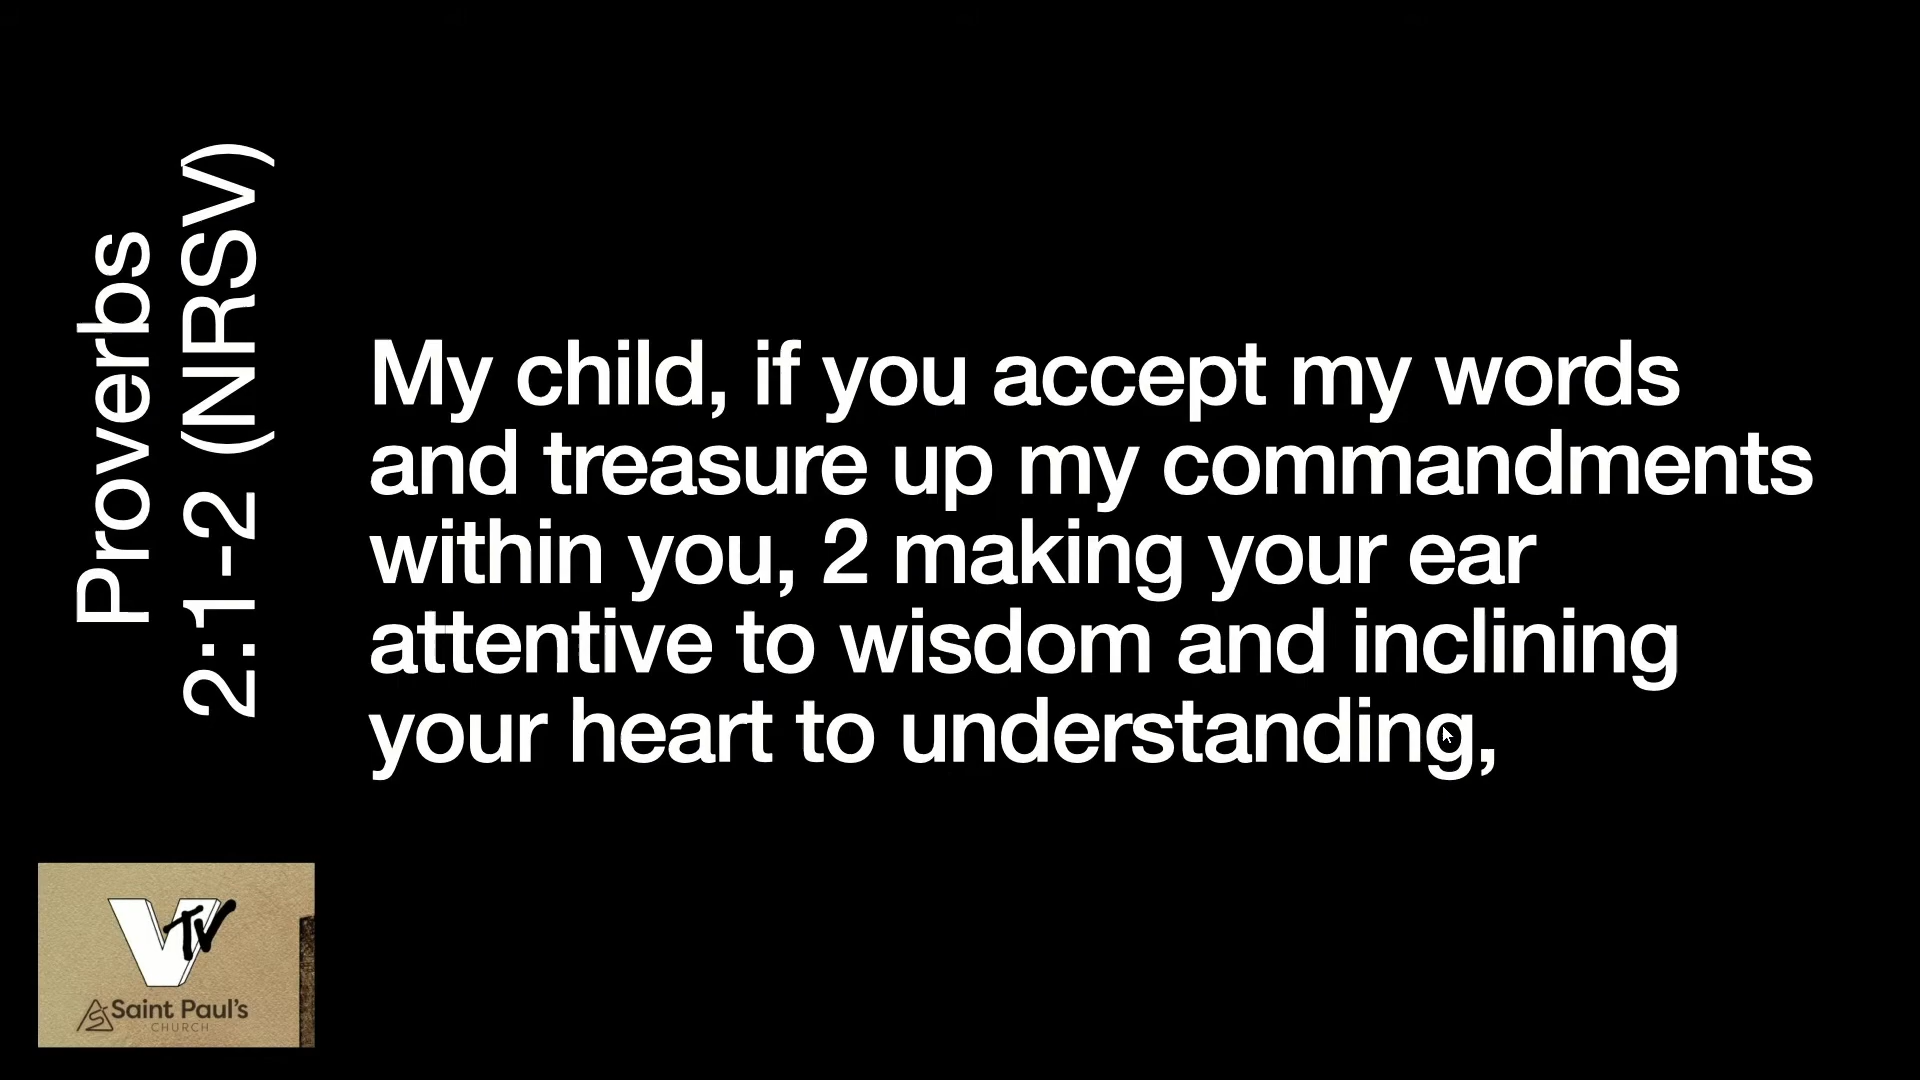 Proverbs
2:1-2 (NRSV)
My child, if you accept my words
and treasure up my commandments
within you, 2 making your ear
attentive to wisdom and inclining
your heart to understanding,
VTV
Saint Paul's
CHURCH